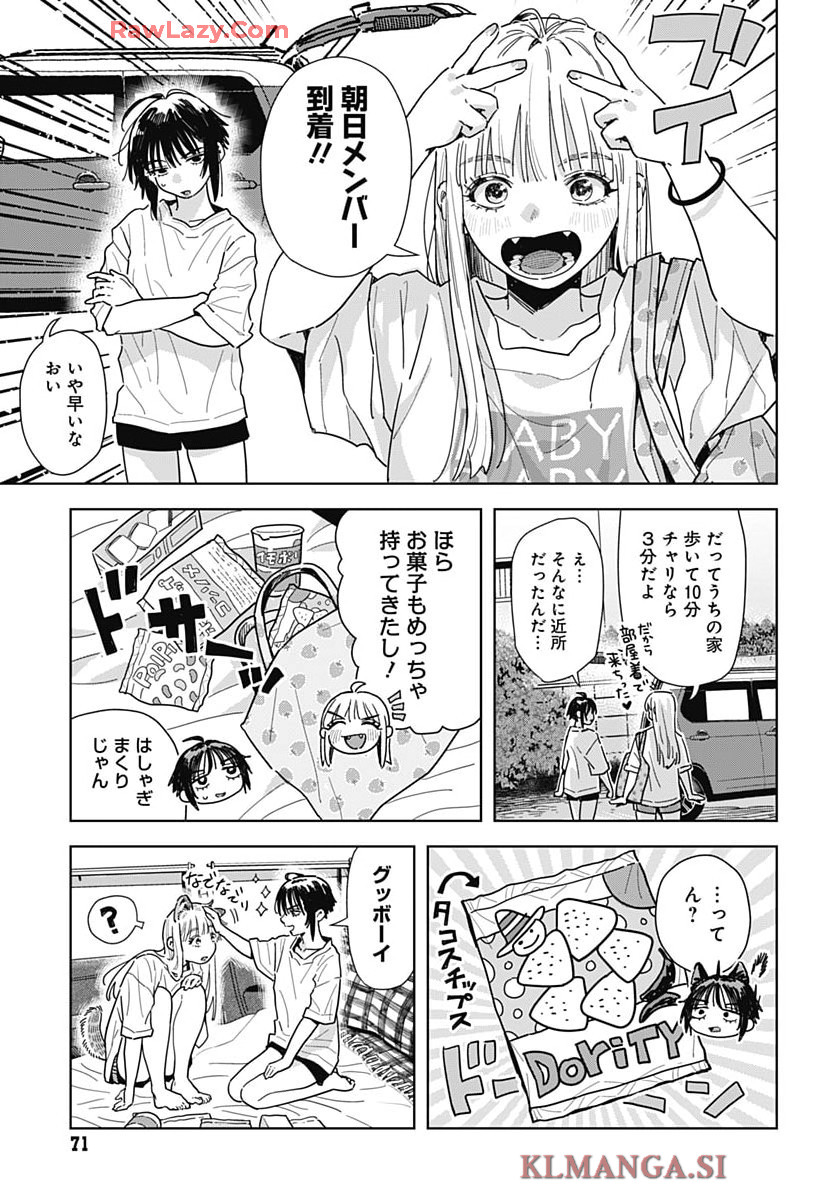 RawLazy.Com
ブイブイ
朝日メンバー
到着!!
いや早いな
おい
BABY
BABY
だってうちの家
歩いて10分
チャリなら
3分だよ
だから
部屋着で
来ちった♥
え…
そんなに近所
だったんだ…
ほら
お菓子もめっちゃ
持ってきたし!
ドサッ
はしゃぎ
まくり
じゃん
…って
ん?
タコスチップス
DoriTY
ドーン
グッボーイ
なでなで
?
71
KLMANGA.SI